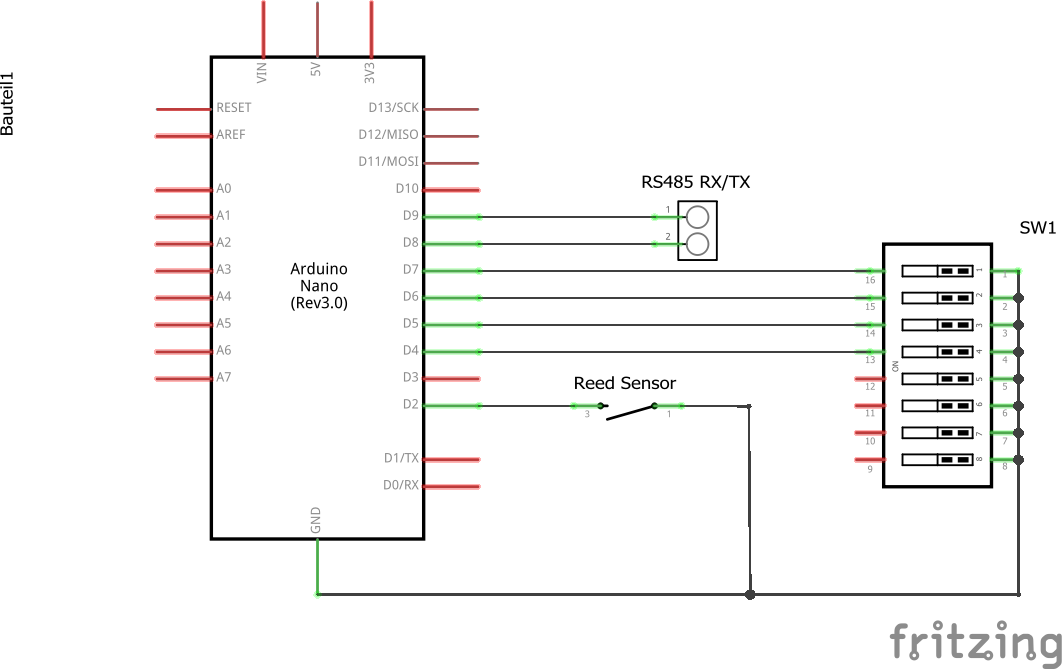 Bauteil1
VIN
5V
3V3
RESET
D13/SCK
AREF
D12/MISO
D11/MOSI
A0
D10
A1
D9
A2
D8
A3
D7
A4
D6
A5
D5
A6
D4
A7
D3
D2
D1/TX
D0/RX
GND
Arduino
Nano
(Rev3.0)
RS485 RX/TX
1
2
Reed Sensor
3
1
SW1
16
15
14
13
12
11
10
9
ON
1
2
3
4
5
6
7
8
1
2
3
4
5
6
7
8
fritzing